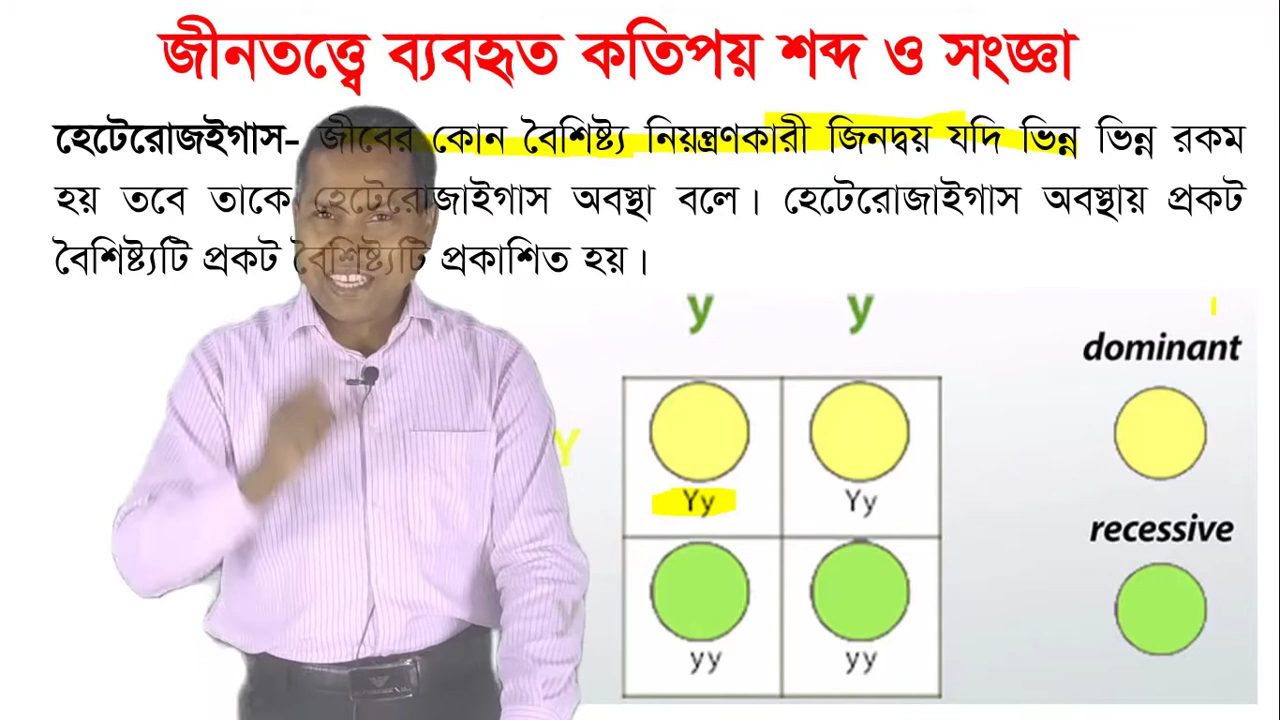 জীনতত্ত্বে ব্যবহৃত কতিপয় শব্দ ও সংজ্ঞা
হেটেরোজইগাস- জীবের কোন বৈশিষ্ট্য নিয়ন্ত্রণকারী জিনদ্বয় যদি ভিন্ন ভিন্ন রকম
হয় তবে তাকে হেটেরোজাইগাস অবস্থা বলে। হেটেরোজাইগাস অবস্থায় প্রকট
বৈশিষ্ট্যটি প্রকট বৈশিষ্ট্যটি প্রকাশিত হয়।
y y
dominant
Y
Yy Yy
recessive
yy yy